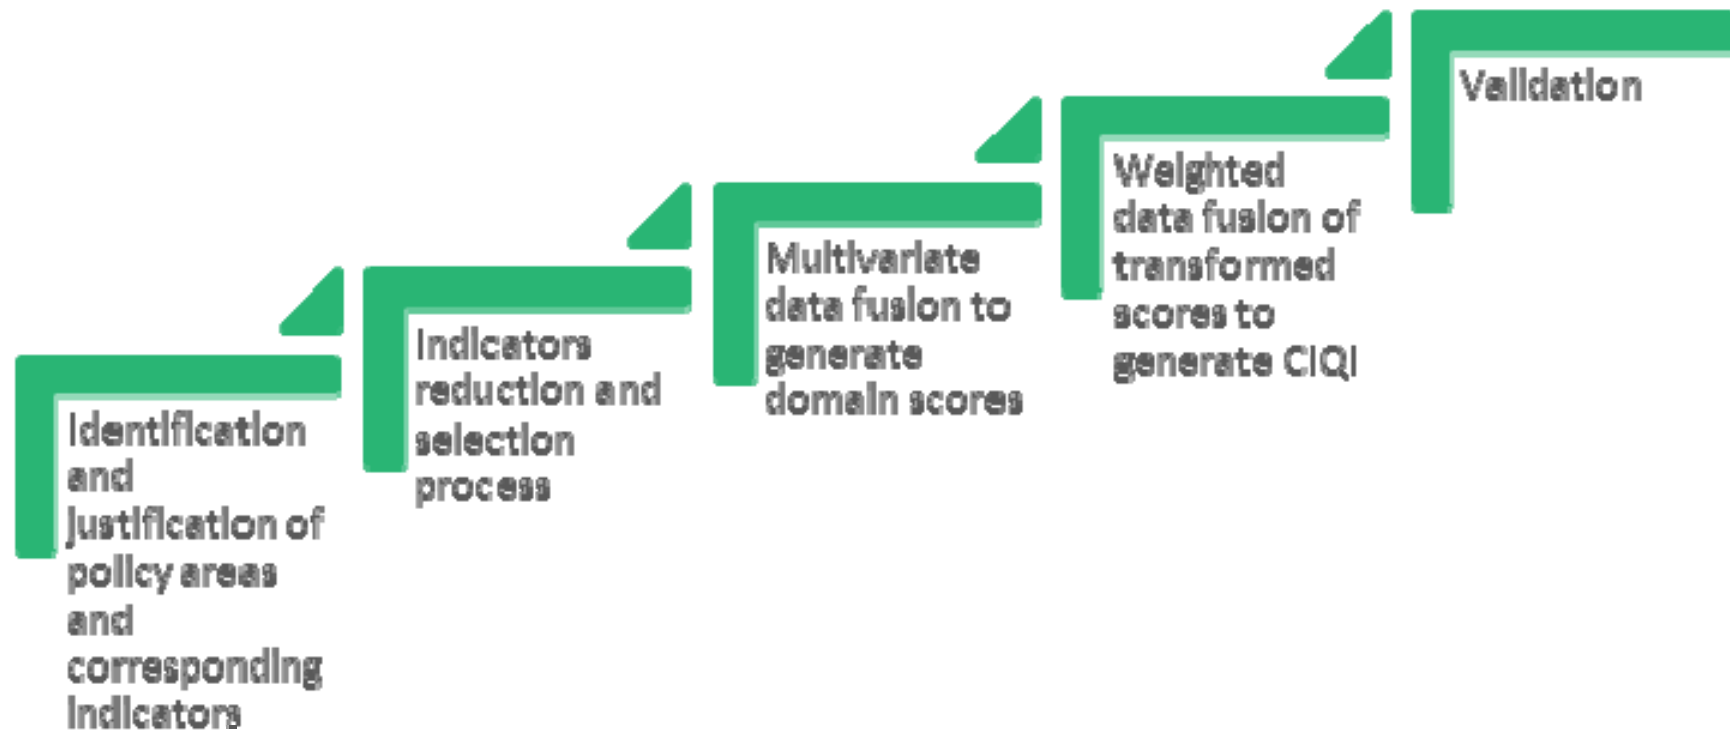 Identification
and
justification of
policy areas
and
corresponding
indicators
Indicators
reduction and
selection
process
Multivariate
data fusion to
generate
domain scores
Weighted
data fusion of
transformed
scores to
generate CIQI
Validation